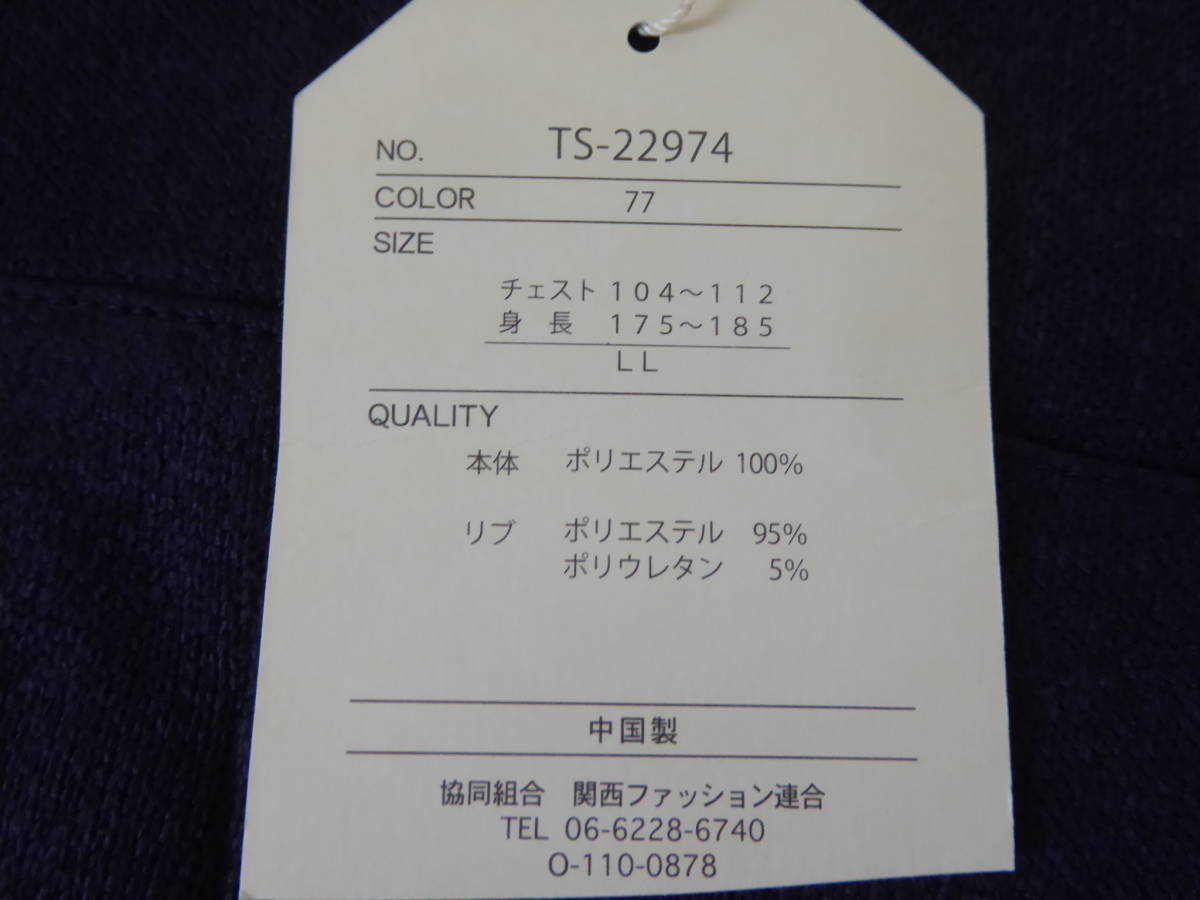 NO. TS-22974
COLOR 77
SIZE
チェスト 104～112
身 長 175～185
LL
QUALITY
本体 ポリエステル 100%
リブ ポリエステル 95%
ポリウレタン 5%
中国製
協同組合 関西ファッション連合
TEL 06-6228-6740
O-110-0878